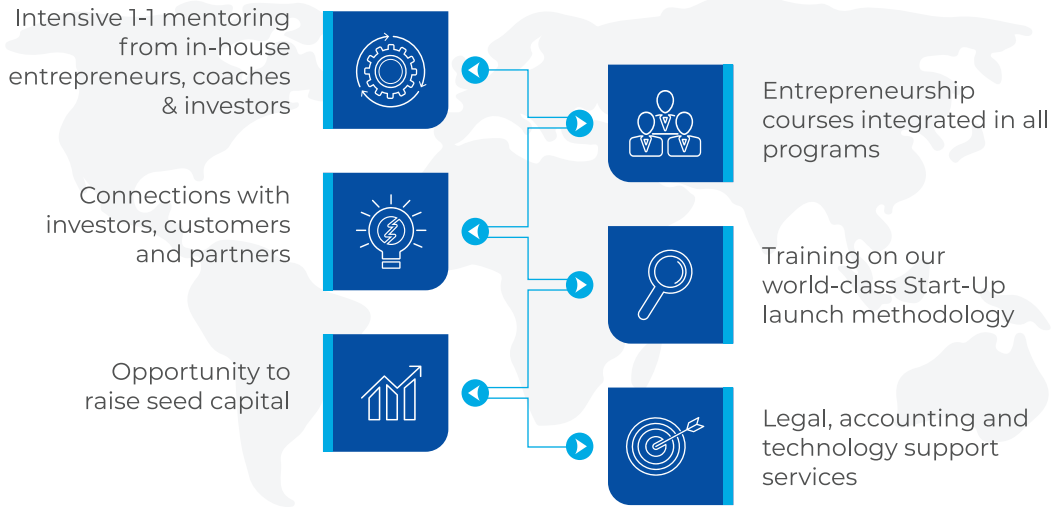 Intensive 1-1 mentoring
from in-house
entrepreneurs, coaches
& investors
Entrepreneurship
courses integrated in all
programs
Connections with
investors, customers
and partners
Training on our
world-class Start-Up
launch methodology
Opportunity to
raise seed capital
Legal, accounting and
technology support
services